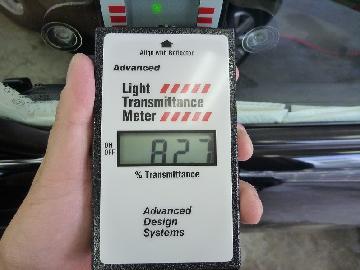 Align with Reflector
Advanced
Light
Transmittance
Meter
ON
OFF
82.7
% Transmittance
Advanced
Design
Systems